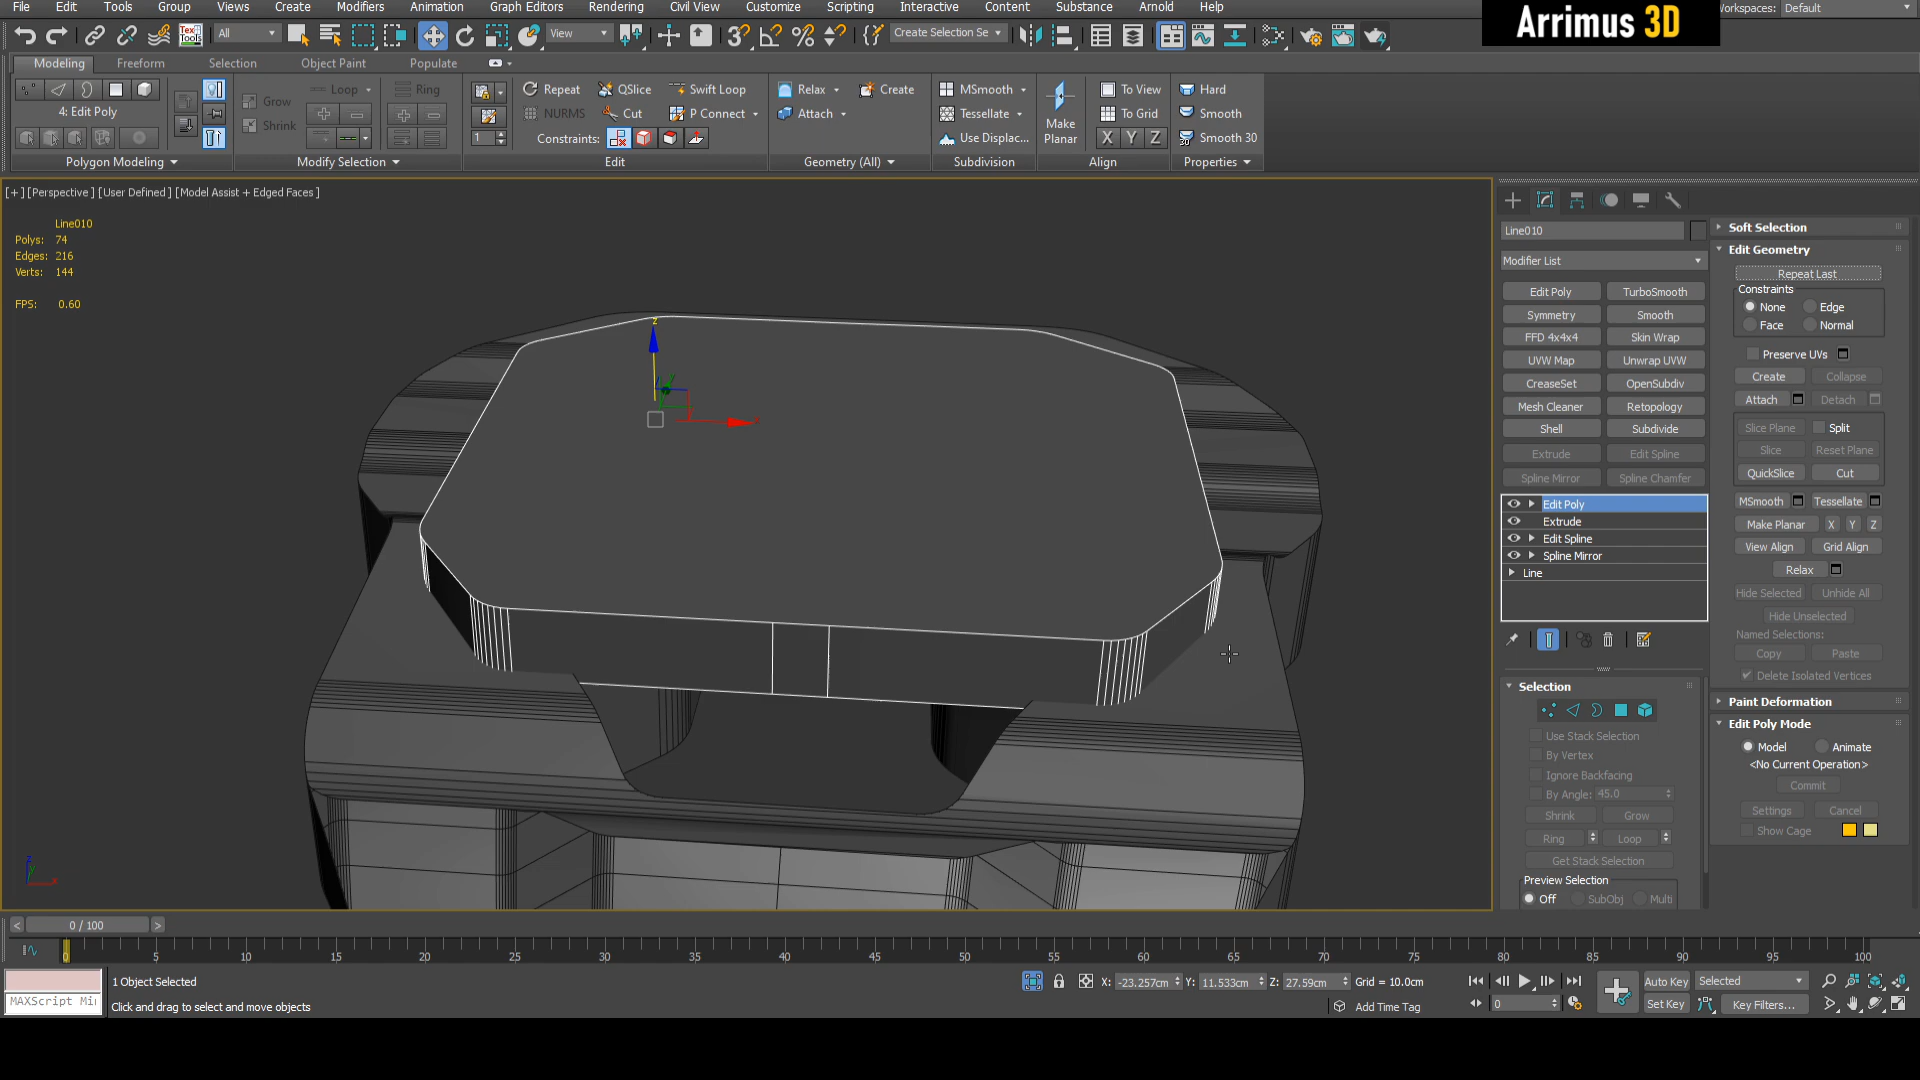 File Edit Tools Group Views Create Modifiers Animation Graph Editors Rendering Civil View Customize Scripting Interactive Content Substance Arnold Help
Arrimus 3D
Workspaces: Default
All
View
Create Selection Se
Modeling Freeform Selection Object Paint Populate
4: Edit Poly
Polygon Modeling
Loop
Ring
Grow
Shrink
Modify Selection
Repeat QSlice Swift Loop
NURMS Cut P Connect
1
Constraints:
Edit
Relax Create
Attach
Geometry (All)
MSmooth
Tessellate
Use Displac...
Subdivision
Make Planar
To View
To Grid
X Y Z
Align
Hard
Smooth
Smooth 30
Properties
[+] [Perspective] [User Defined] [Model Assist + Edged Faces]
Line010
Polys: 74
Edges: 216
Verts: 144
FPS: 0.60
Line010
Modifier List
Edit Poly TurboSmooth
Symmetry Smooth
FFD 4x4x4 Skin Wrap
UVW Map Unwrap UVW
CreaseSet OpenSubdiv
Mesh Cleaner Retopology
Shell Subdivide
Extrude Edit Spline
Spline Mirror Spline Chamfer
Edit Poly
Extrude
Edit Spline
Spline Mirror
Line
Selection
Use Stack Selection
By Vertex
Ignore Backfacing
By Angle: 45.0
Shrink Grow
Ring Loop
Get Stack Selection
Preview Selection
Off SubObj Multi
Soft Selection
Edit Geometry
Repeat Last
Constraints
None Edge
Face Normal
Preserve UVs
Create Collapse
Attach Detach
Slice Plane Split
Slice Reset Plane
QuickSlice Cut
MSmooth Tessellate
Make Planar X Y Z
View Align Grid Align
Relax
Hide Selected Unhide All
Hide Unselected
Named Selections:
Copy Paste
Delete Isolated Vertices
Paint Deformation
Edit Poly Mode
Model Animate
<No Current Operation>
Commit
Settings Cancel
Show Cage
0 / 100
0 5 10 15 20 25 30 35 40 45 50 55 60 65 70 75 80 85 90 95 100
MAXScript Mi
1 Object Selected
Click and drag to select and move objects
X: -23.257cm Y: 11.533cm Z: 27.59cm Grid = 10.0cm
Add Time Tag
0
Auto Key Selected
Set Key Key Filters...